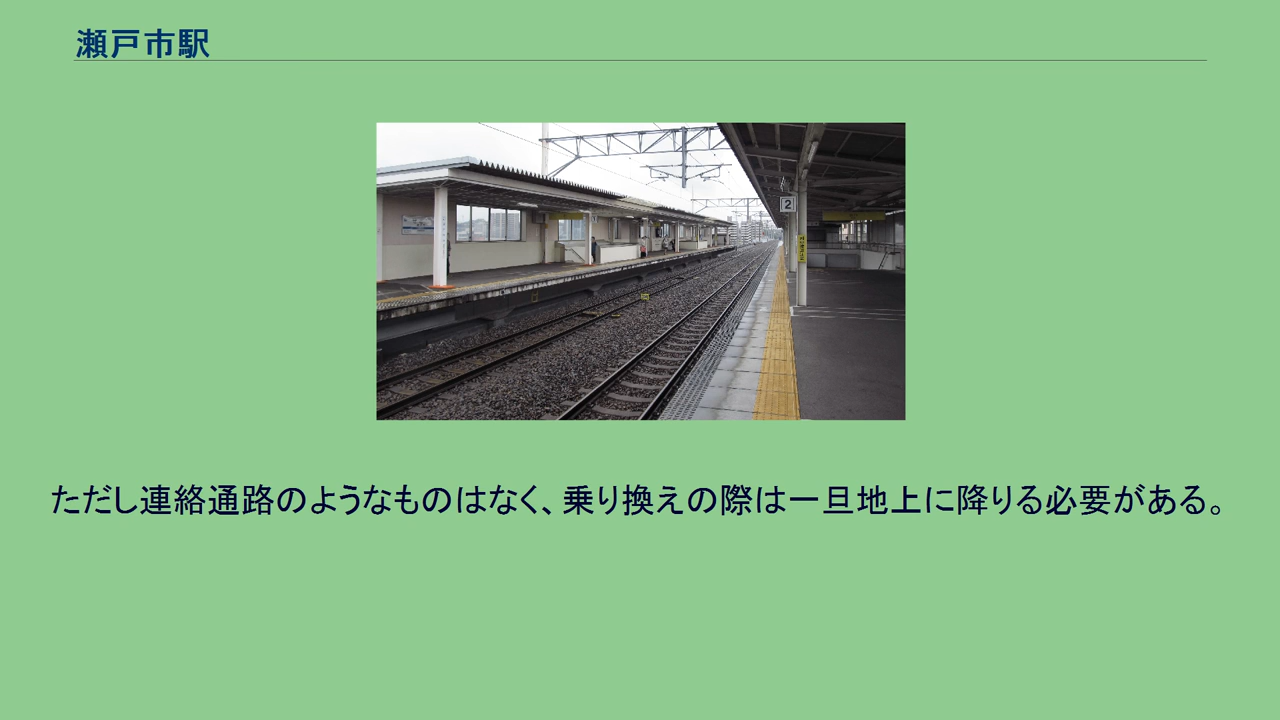 瀬戸市駅
2
ただし連絡通路のようなものはなく、乗り換えの際は一旦地上に降りる必要がある。